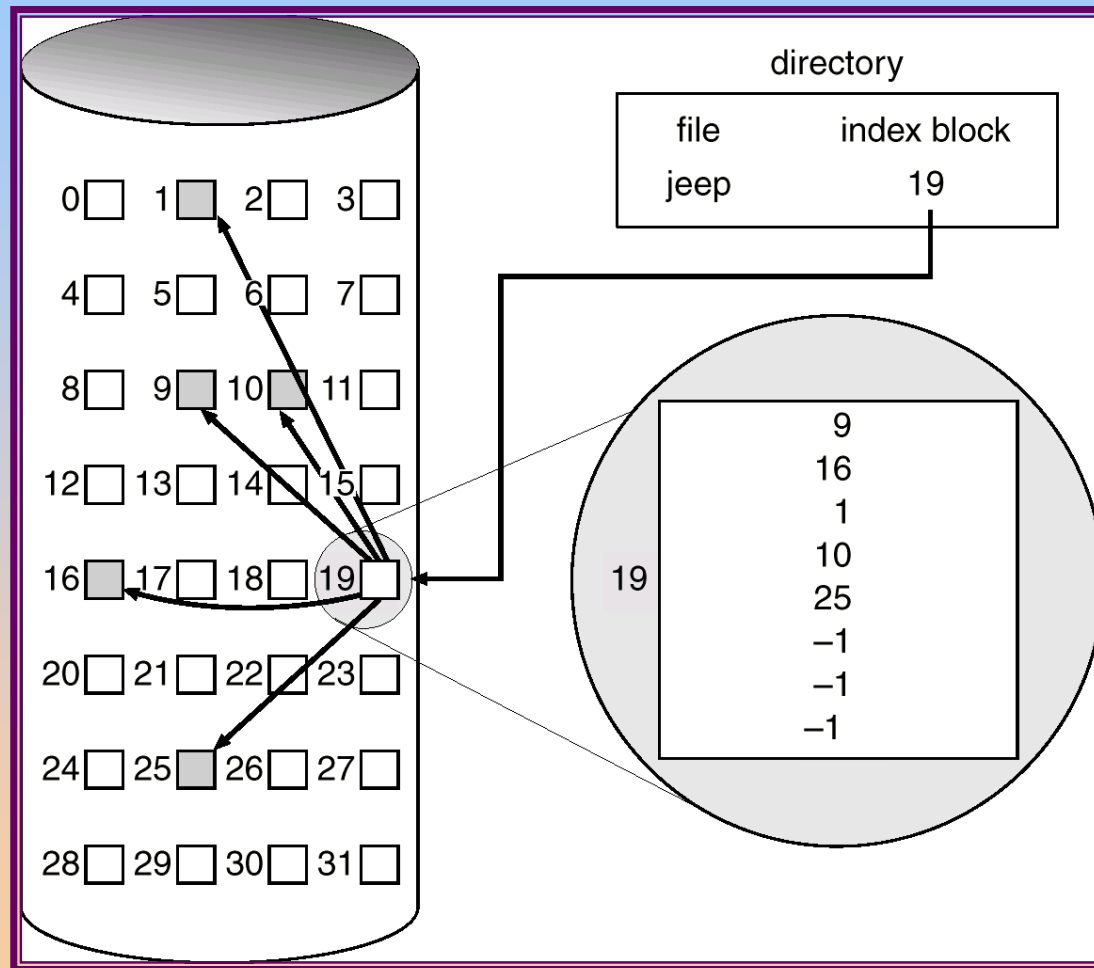 directory
file index block
jeep 19
0 1 2 3
4 5 6 7
8 9 10 11
12 13 14 15
16 17 18 19
20 21 22 23
24 25 26 27
28 29 30 31
19
9
16
1
10
25
–1
–1
–1